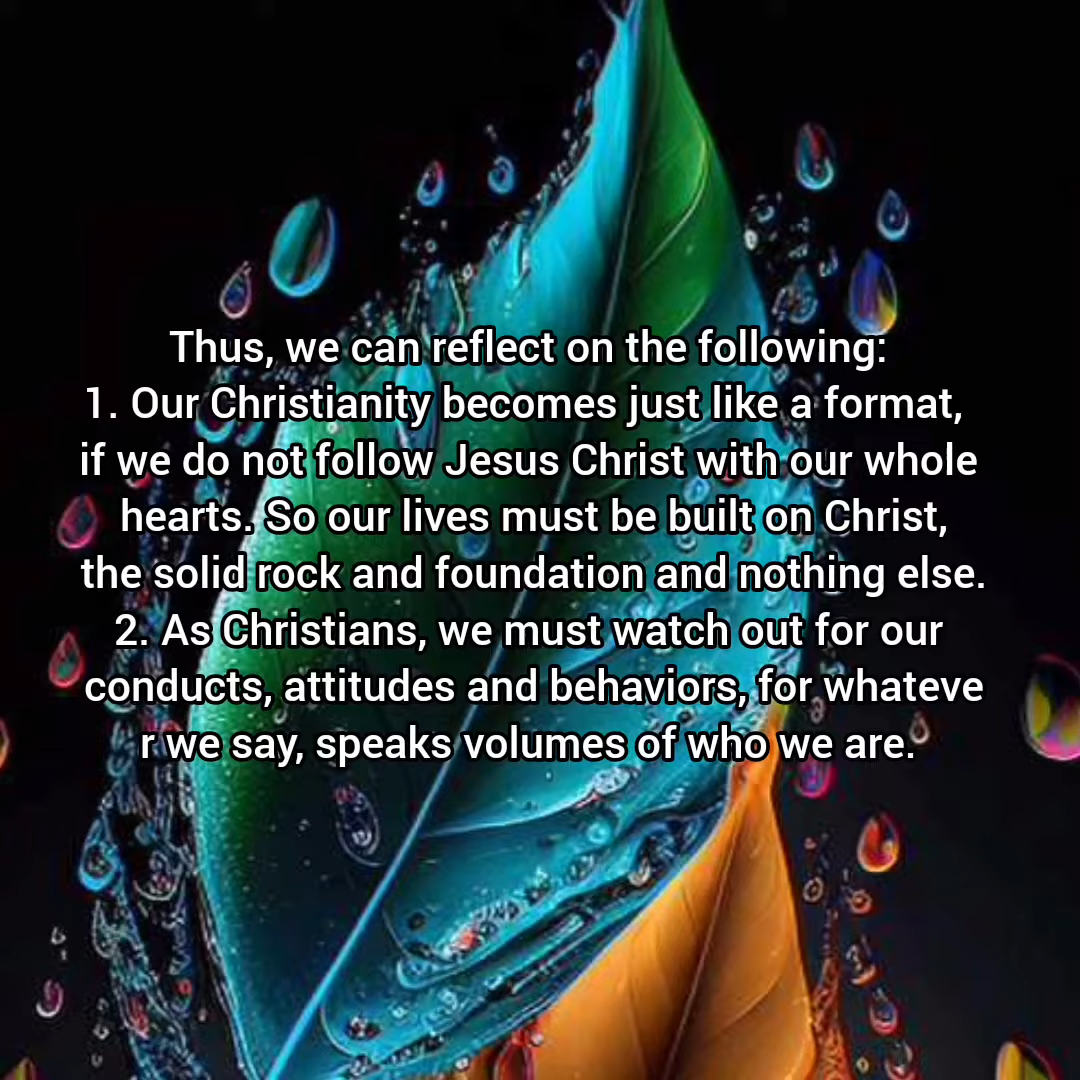 Thus, we can reflect on the following:
1. Our Christianity becomes just like a format,
if we do not follow Jesus Christ with our whole
hearts. So our lives must be built on Christ,
the solid rock and foundation and nothing else.
2. As Christians, we must watch out for our
conducts, attitudes and behaviors, for whateve
r we say, speaks volumes of who we are.